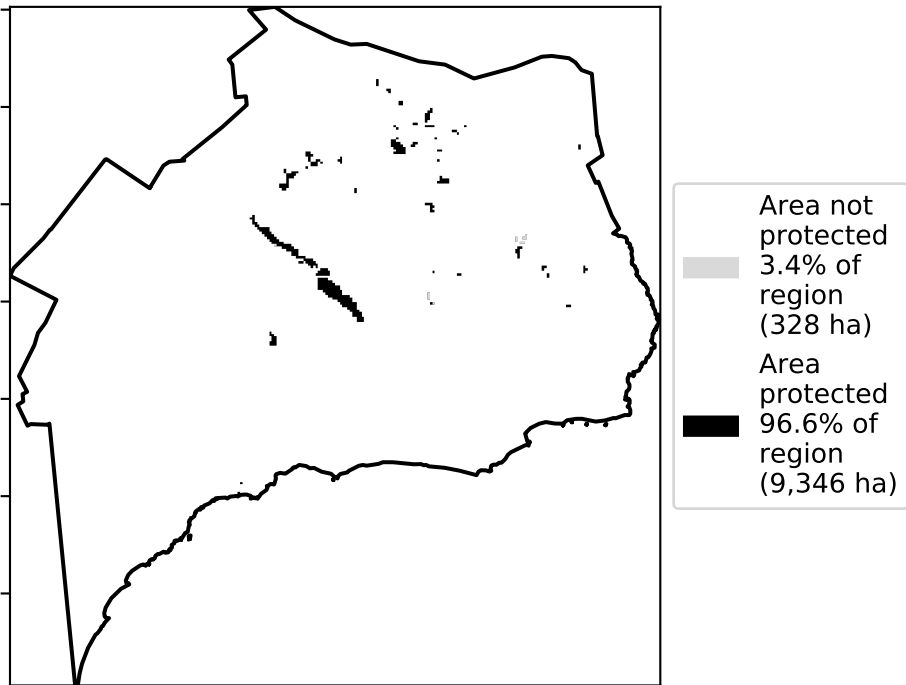 Area not
protected
3.4% of
region
(328 ha)
Area
protected
96.6% of
region
(9,346 ha)